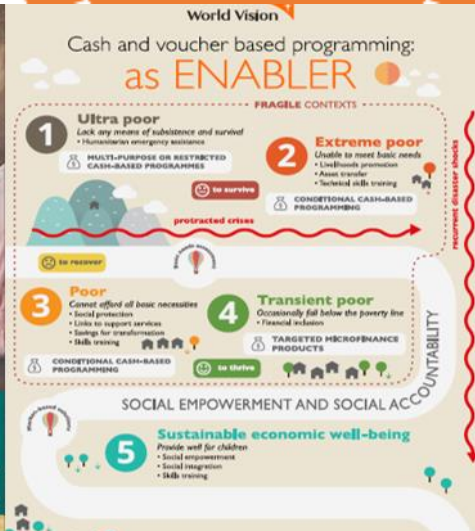 World Vision
Cash and voucher based programming:
as ENABLER
FRAGILE CONTEXTS
1
Ultra poor
Lack any means of subsistence and survival
• Humanitarian emergency assistance
MULTI-PURPOSE OR RESTRICTED
CASH-BASED PROGRAMMES
2
Extreme poor
Unable to meet basic needs
• Livelihoods promotion
• Asset transfer
• Technical skills training
CONDITIONAL CASH-BASED
PROGRAMMING
to survive
protracted crises
recurrent disaster shocks
to recover
Basic needs
3
Poor
Cannot afford all basic necessities
• Social protection
• Links to support services
• Savings for transformation
• Skills training
CONDITIONAL CASH-BASED
PROGRAMMING
4
Transient poor
Occasionally fall below the poverty line
• Financial inclusion
TARGETED MICROFINANCE
PRODUCTS
to thrive
SOCIAL EMPOWERMENT AND SOCIAL ACCOUNTABILITY
5
Sustainable economic well-being
Provide well for children
• Social empowerment
• Social integration
• Skills training